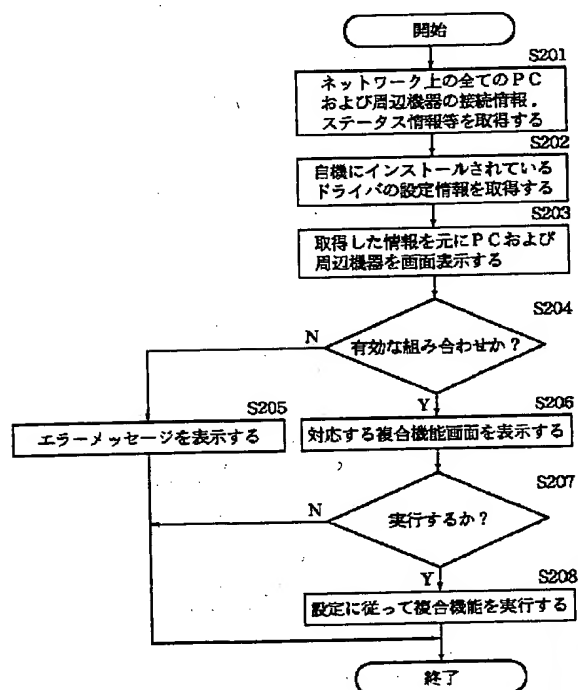 開始
S201
ネットワーク上の全てのPC
および周辺機器の接続情報,
ステータス情報等を取得する
S202
自機にインストールされている
ドライバの設定情報を取得する
S203
取得した情報を元にPCおよび
周辺機器を画面表示する
S204
有効な組み合わせか?
N
Y
S205
エラーメッセージを表示する
S206
対応する複合機能画面を表示する
S207
実行するか?
N
Y
S208
設定に従って複合機能を実行する
終了